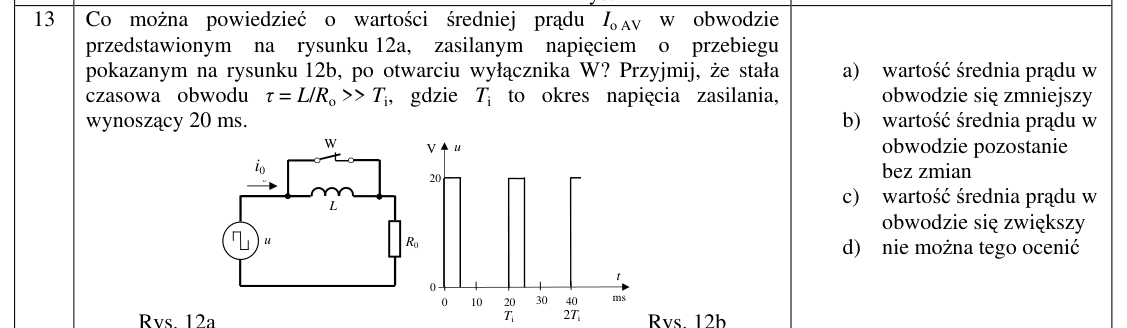 13
Co można powiedzieć o wartości średniej prądu I₀ AV w obwodzie
przedstawionym na rysunku 12a, zasilanym napięciem o przebiegu
pokazanym na rysunku 12b, po otwarciu wyłącznika W? Przyjmij, że stała
czasowa obwodu τ = L/R₀ >> Tᵢ, gdzie Tᵢ to okres napięcia zasilania,
wynoszący 20 ms.
W
i₀
L
u
R₀
V u
20
0
0 10 20 30 40
t
ms
Tᵢ 2Tᵢ
Rys. 12a
Rys. 12b
a) wartość średnia prądu w
obwodzie się zmniejszy
b) wartość średnia prądu w
obwodzie pozostanie
bez zmian
c) wartość średnia prądu w
obwodzie się zwiększy
d) nie można tego ocenić